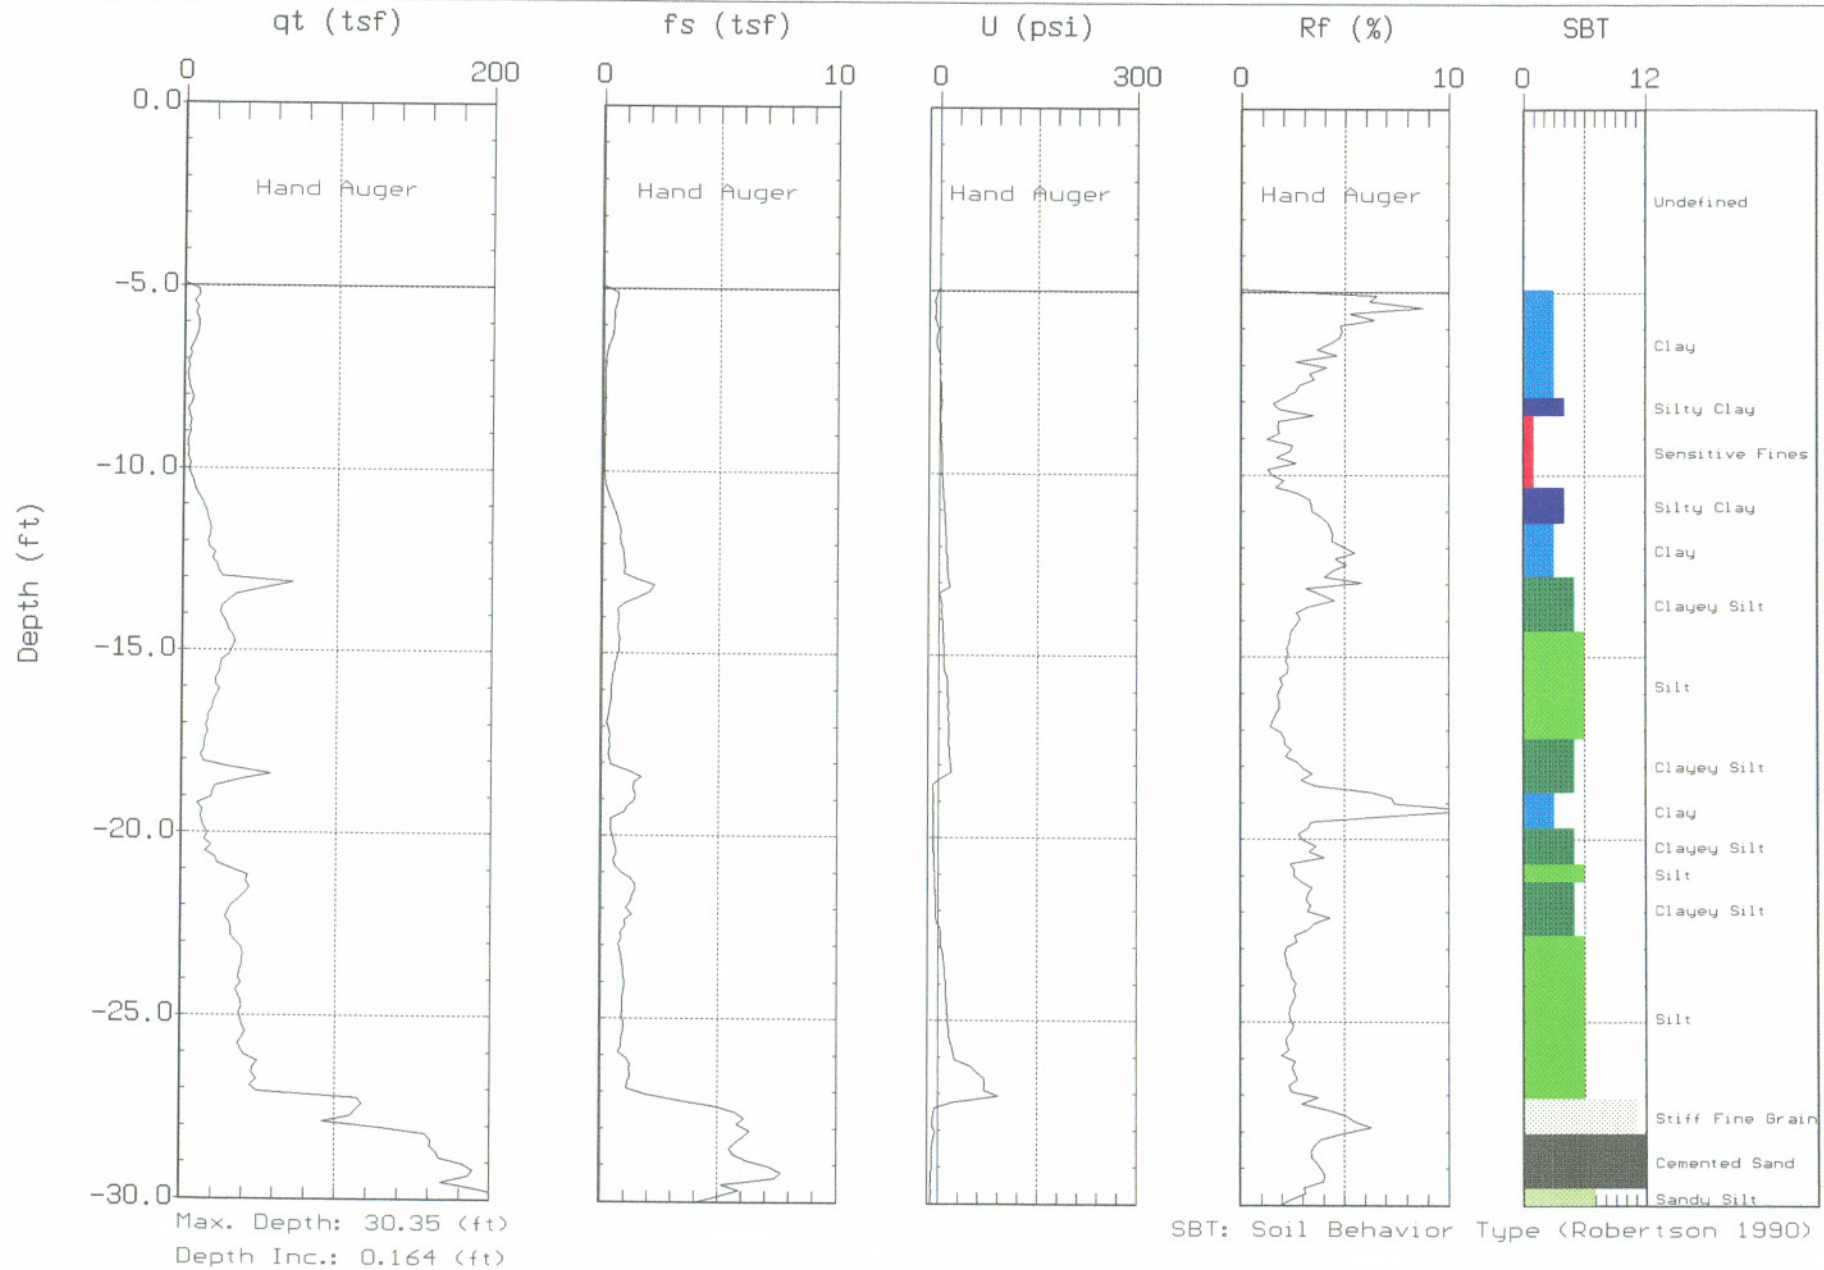 qt (tsf) fs (tsf) U (psi) Rf (%) SBT
0 200 0 10 0 300 0 10 0 12
0.0
Hand Auger Hand Auger Hand Auger Hand Auger Undefined
-5.0
Clay
Silty Clay
Sensitive Fines
-10.0
Silty Clay
Clay
Clayey Silt
Depth (ft)
-15.0
Silt
Clayey Silt
Clay
-20.0
Clayey Silt
Silt
Clayey Silt
-25.0
Silt
Stiff Fine Grain
Cemented Sand
-30.0
Sandy Silt
Max. Depth: 30.35 (ft)
Depth Inc.: 0.164 (ft)
SBT: Soil Behavior Type (Robertson 1990)